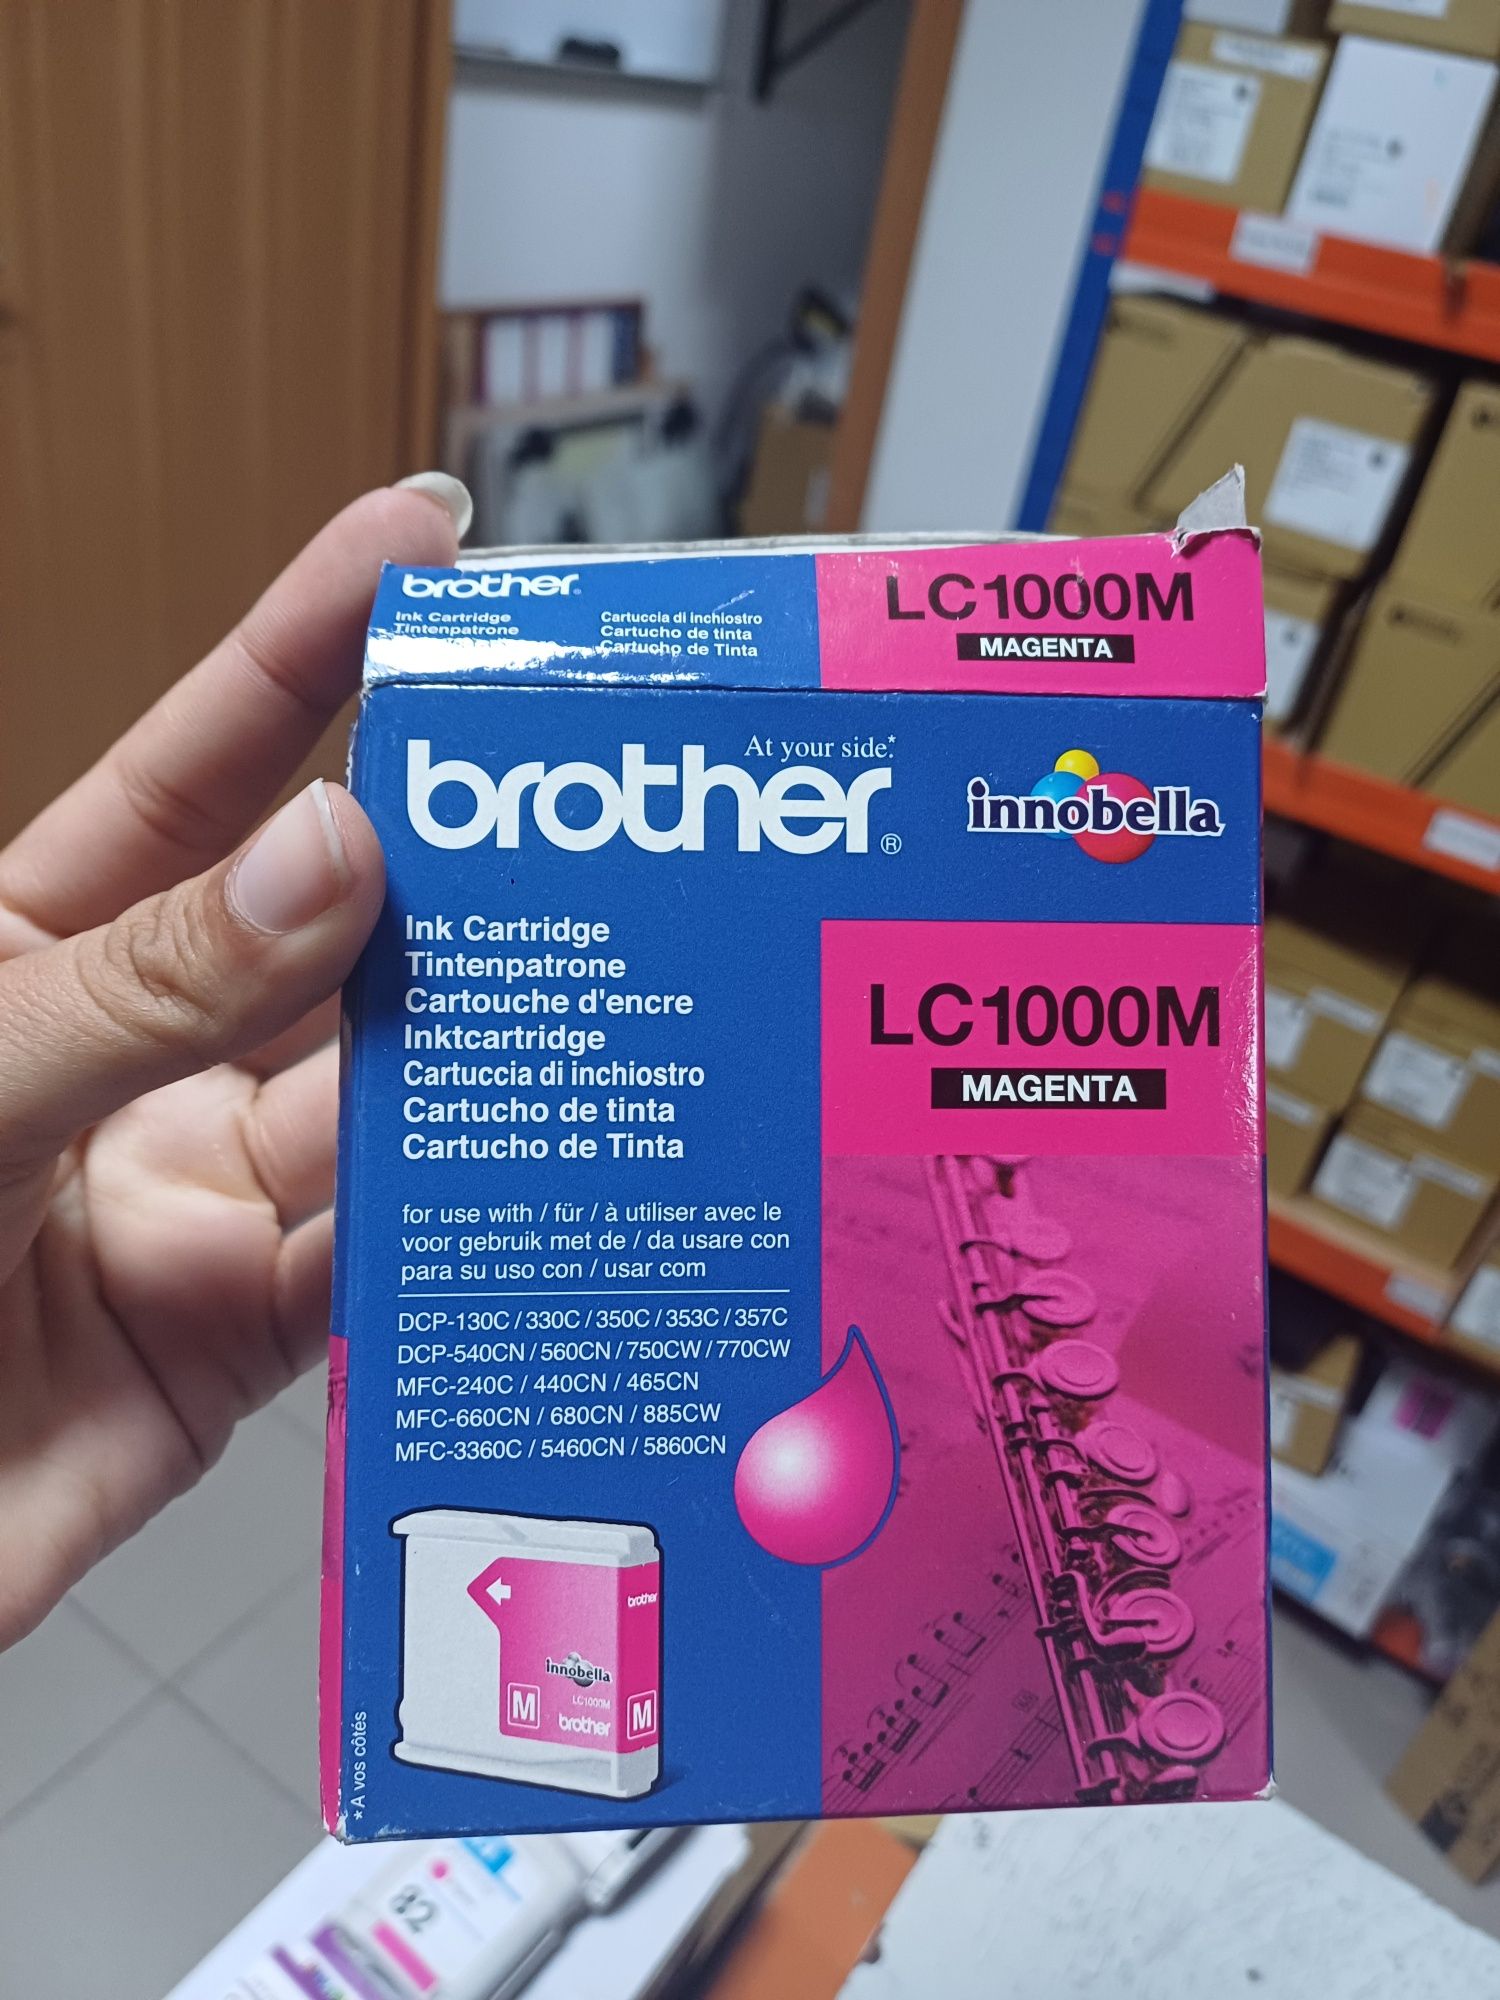 brother
Ink Cartridge
Tintenpatrone
Cartuccia di inchiostro
Cartucho de tinta
Cartucho de Tinta
LC1000M
MAGENTA
At your side.*
brother®
innobella
Ink Cartridge
Tintenpatrone
Cartouche d'encre
Inktcartridge
Cartuccia di inchiostro
Cartucho de tinta
Cartucho de Tinta
LC1000M
MAGENTA
for use with / für / à utiliser avec le
voor gebruik met de / da usare con
para su uso con / usar com
DCP-130C / 330C / 350C / 353C / 357C
DCP-540CN / 560CN / 750CW / 770CW
MFC-240C / 440CN / 465CN
MFC-660CN / 680CN / 885CW
MFC-3360C / 5460CN / 5860CN
brother
innobella
LC1000M
M
brother
M
* A vos côtés
82